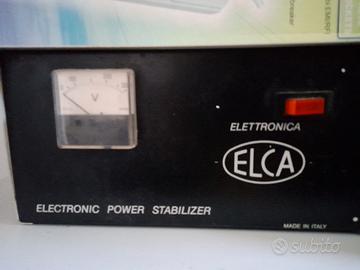 V
ELETTRONICA
ELCA
ELECTRONIC POWER STABILIZER
MADE IN ITALY
subito